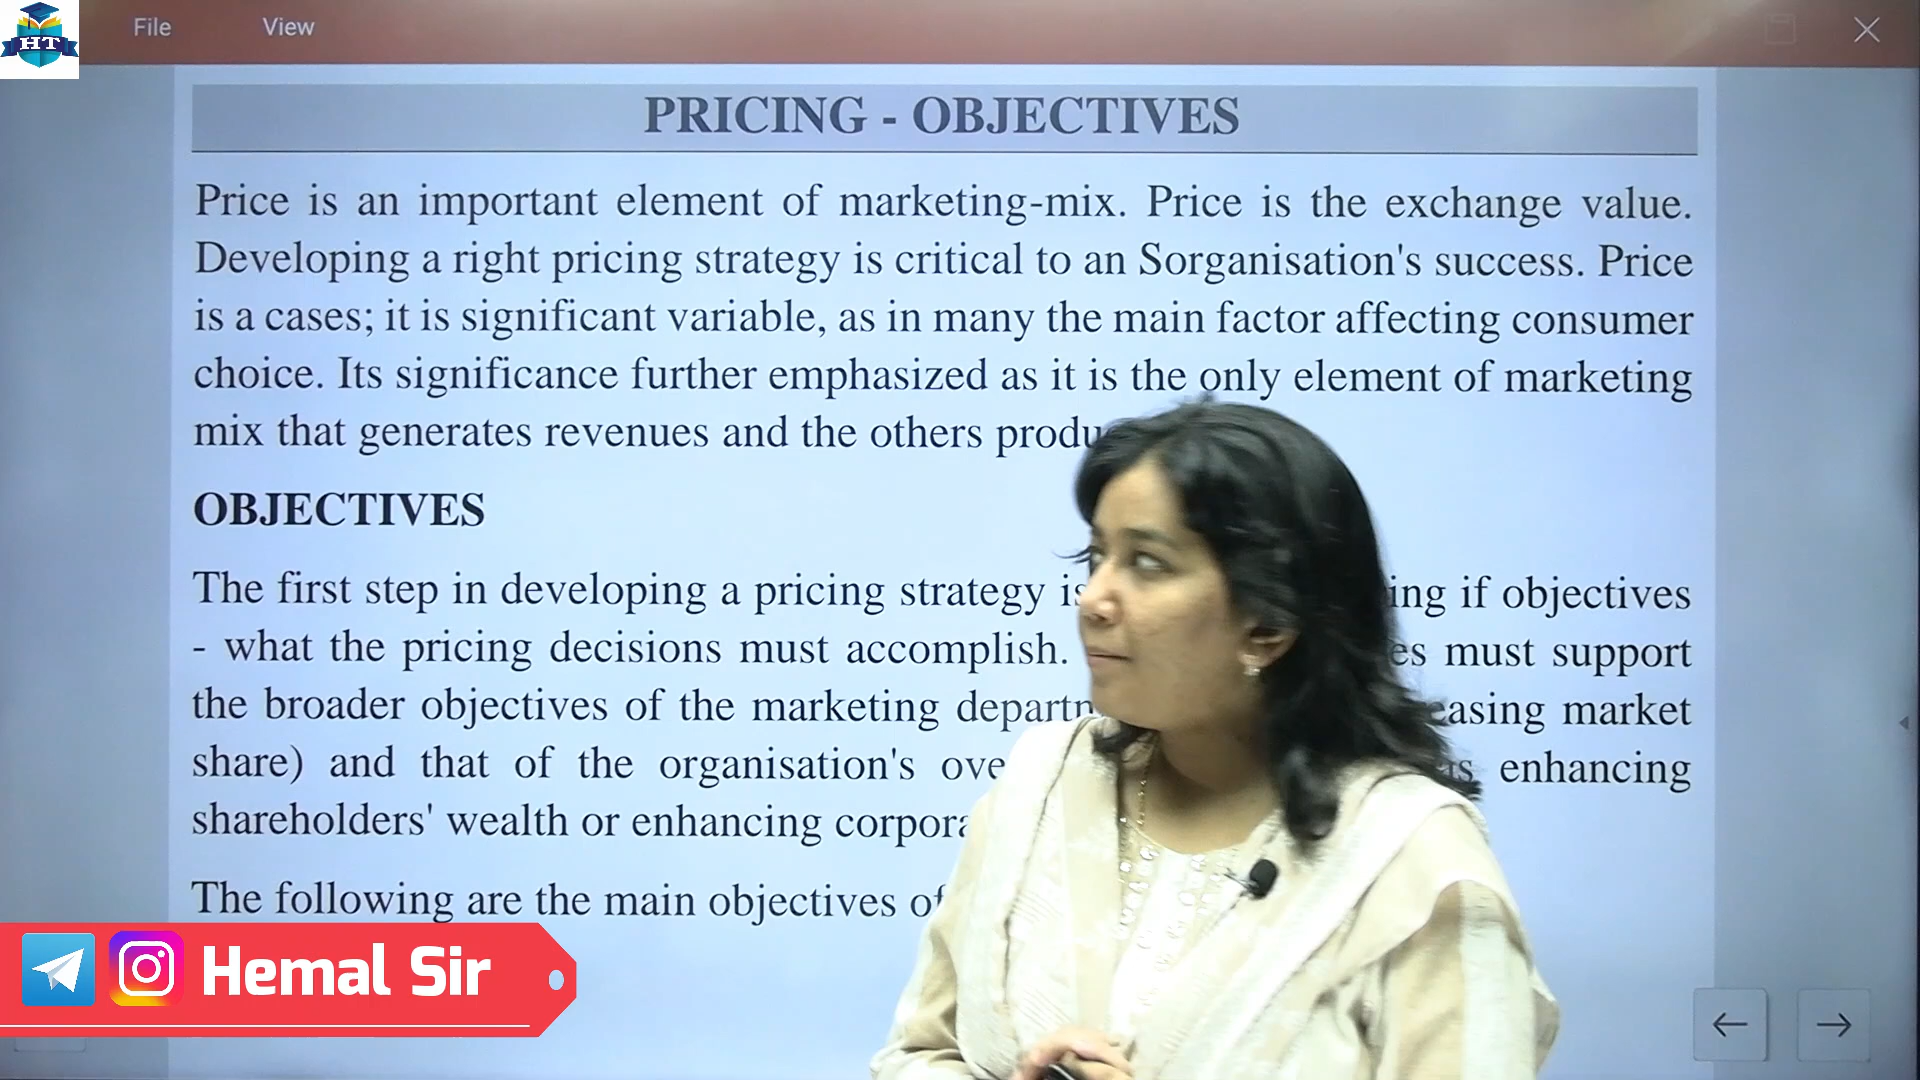 HT
File View
PRICING - OBJECTIVES
Price is an important element of marketing-mix. Price is the exchange value.
Developing a right pricing strategy is critical to an Sorganisation's success. Price
is a cases; it is significant variable, as in many the main factor affecting consumer
choice. Its significance further emphasized as it is the only element of marketing
mix that generates revenues and the others produ
OBJECTIVES
The first step in developing a pricing strategy is ing if objectives
- what the pricing decisions must accomplish. es must support
the broader objectives of the marketing departm easing market
share) and that of the organisation's ove as enhancing
shareholders' wealth or enhancing corpora
The following are the main objectives of
Hemal Sir